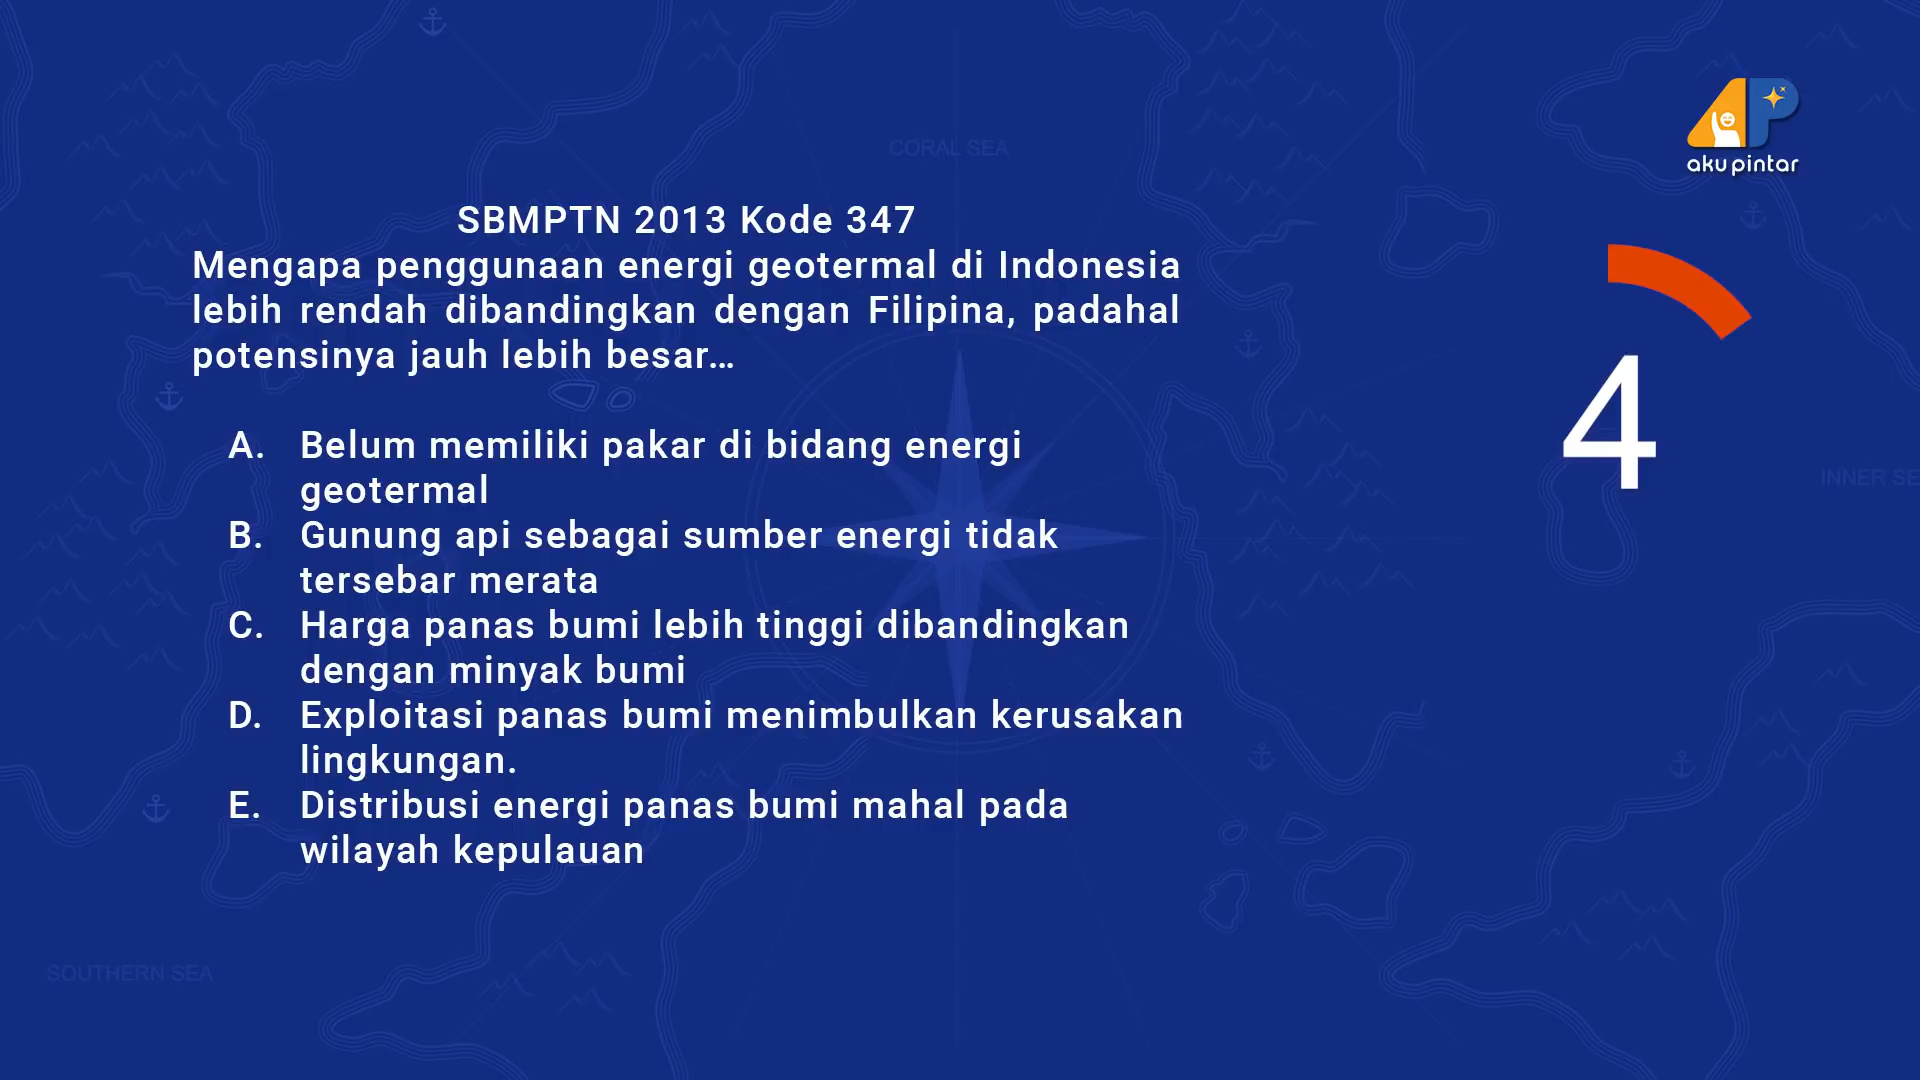 CORAL SEA
aku pintar
SBMPTN 2013 Kode 347
Mengapa penggunaan energi geotermal di Indonesia
lebih rendah dibandingkan dengan Filipina, padahal
potensinya jauh lebih besar...
4
A. Belum memiliki pakar di bidang energi
geotermal
INNER SE
B. Gunung api sebagai sumber energi tidak
tersebar merata
C. Harga panas bumi lebih tinggi dibandingkan
dengan minyak bumi
D. Exploitasi panas bumi menimbulkan kerusakan
lingkungan.
E. Distribusi energi panas bumi mahal pada
wilayah kepulauan
SOUTHERN SEA